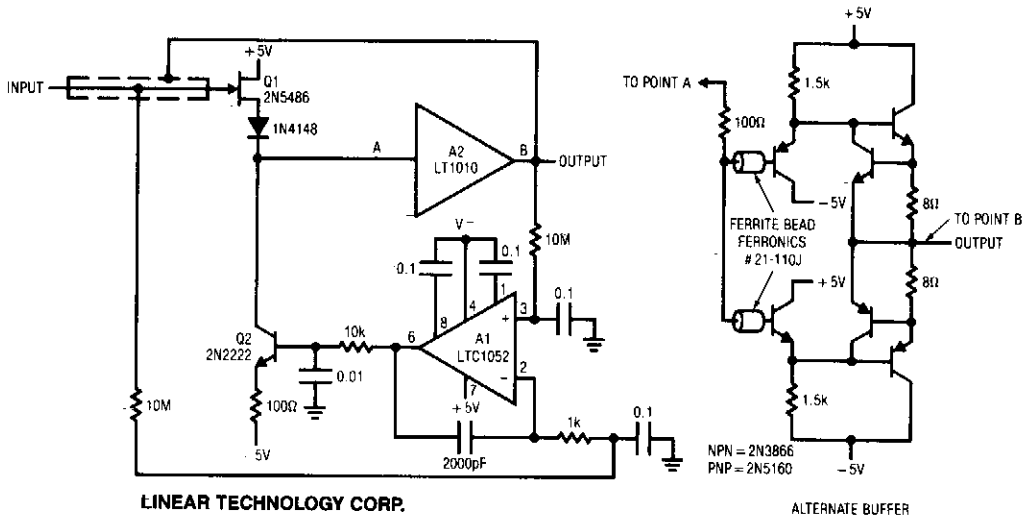 +5V
INPUT
Q1
2N5486
1N4148
A
A2
LT1010
B
OUTPUT
V−
0.1
0.1
10M
8
4
1
3
+
0.1
Q2
2N2222
10k
6
A1
LTC1052
2
−
7
+5V
0.01
100Ω
10M
5V
2000pF
1k
0.1
LINEAR TECHNOLOGY CORP.
+5V
TO POINT A
1.5k
100Ω
−5V
8Ω
FERRITE BEAD
FERRONICS
#21-110J
TO POINT B
OUTPUT
+5V
8Ω
1.5k
−5V
NPN = 2N3866
PNP = 2N5160
ALTERNATE BUFFER